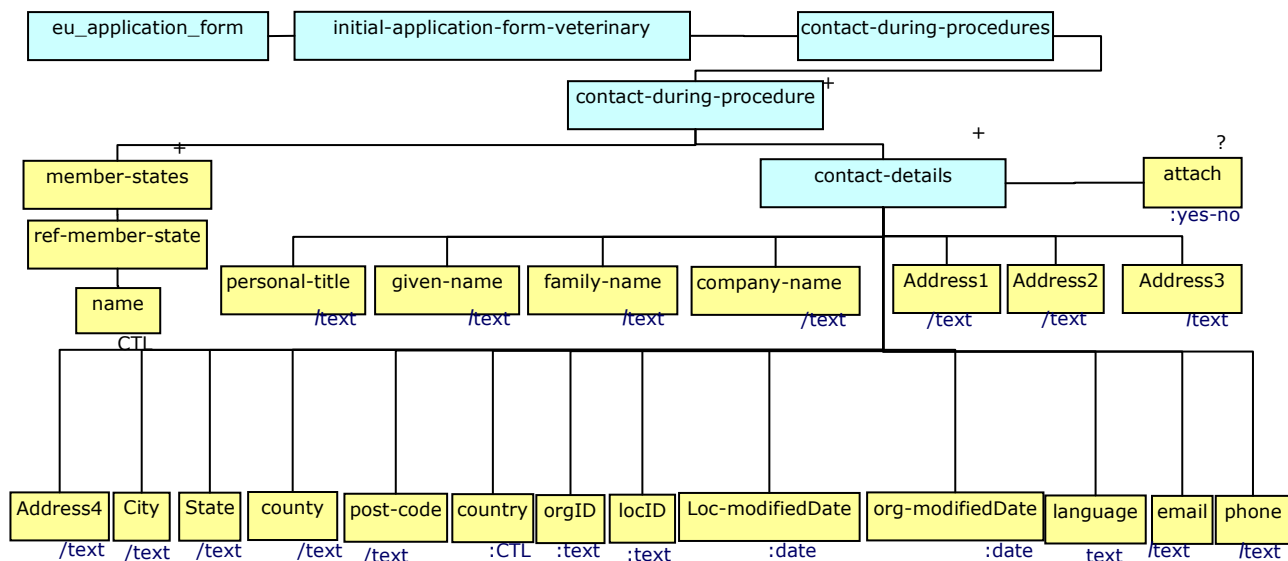 eu_application_form
initial-application-form-veterinary
contact-during-procedures
+
contact-during-procedure
+
+
?
member-states
contact-details
attach
:yes-no
ref-member-state
personal-title
given-name
family-name
company-name
Address1
Address2
Address3
name
/text
/text
/text
/text
/text
/text
/text
CTL
Address4
City
State
county
post-code
country
orgID
locID
Loc-modifiedDate
org-modifiedDate
language
email
phone
/text
/text
/text
/text
/text
:CTL
:text
:text
:date
:date
text
/text
/text